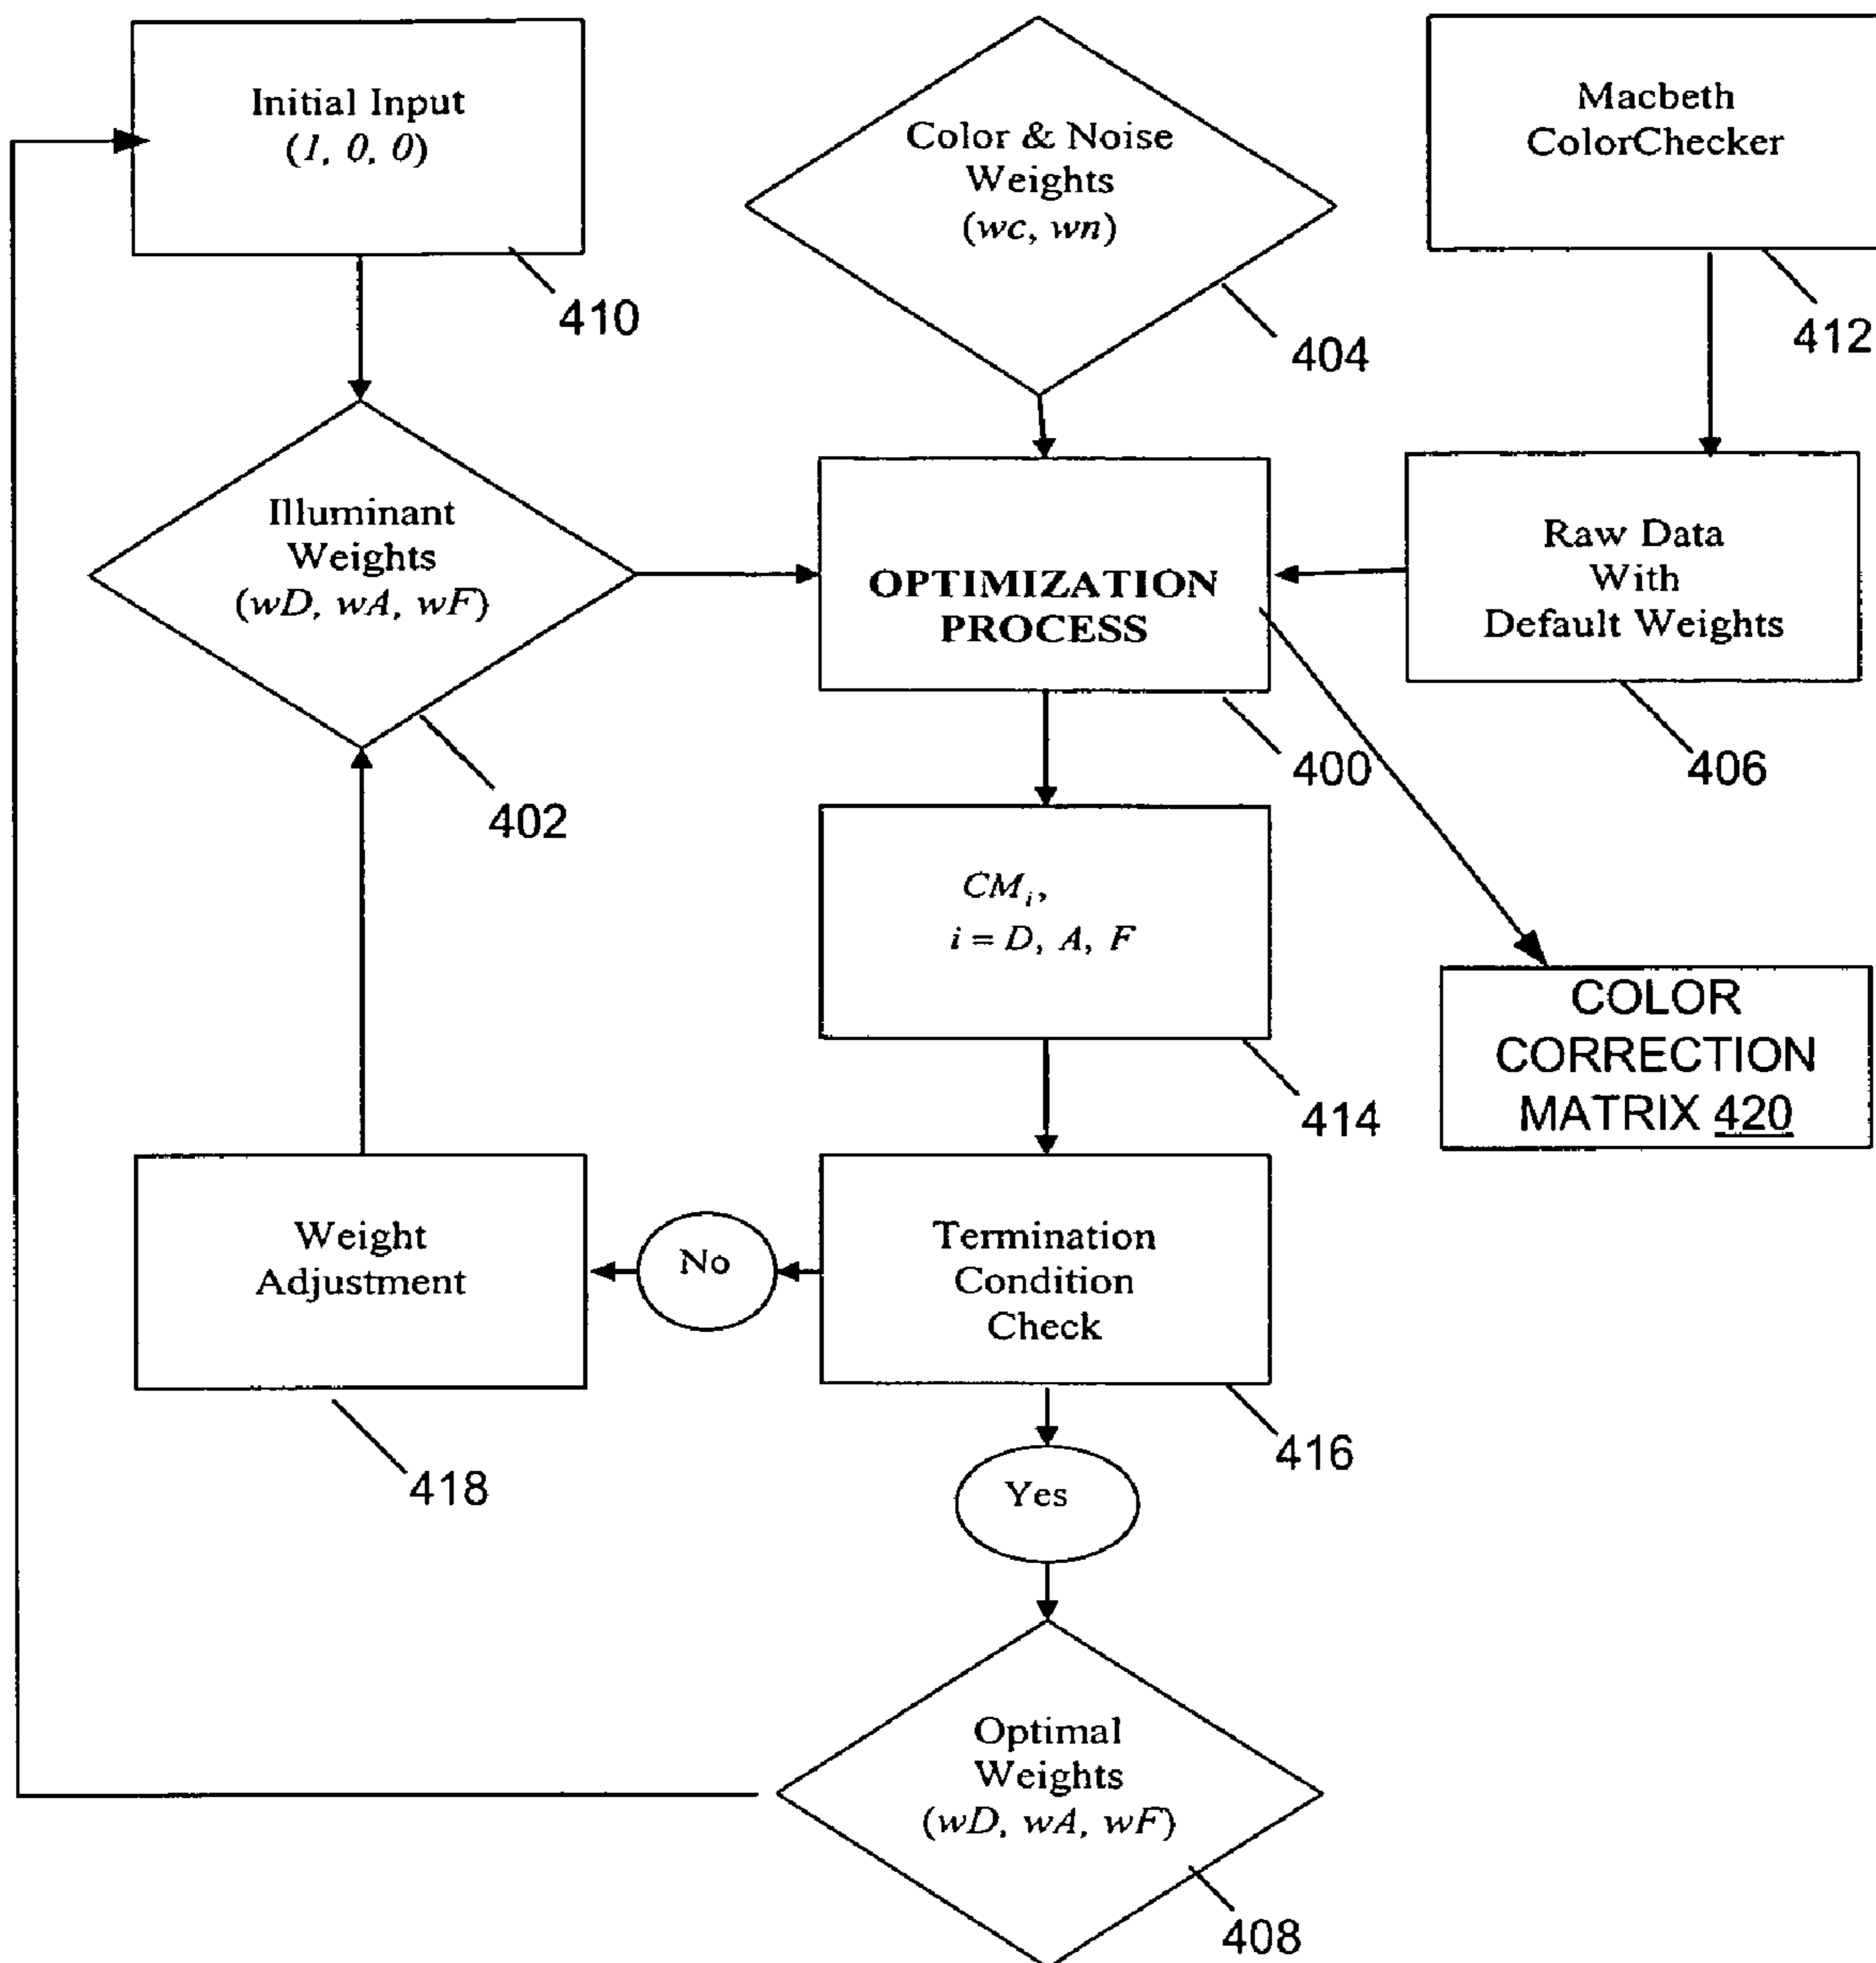 Initial Input
(1, 0, 0)
410
Color & Noise
Weights
(wc, wn)
404
Macbeth
ColorChecker
412
Illuminant
Weights
(wD, wA, wF)
402
OPTIMIZATION
PROCESS
400
Raw Data
With
Default Weights
406
CM_i,
i = D, A, F
414
COLOR
CORRECTION
MATRIX 420
Weight
Adjustment
418
No
Termination
Condition
Check
416
Yes
Optimal
Weights
(wD, wA, wF)
408